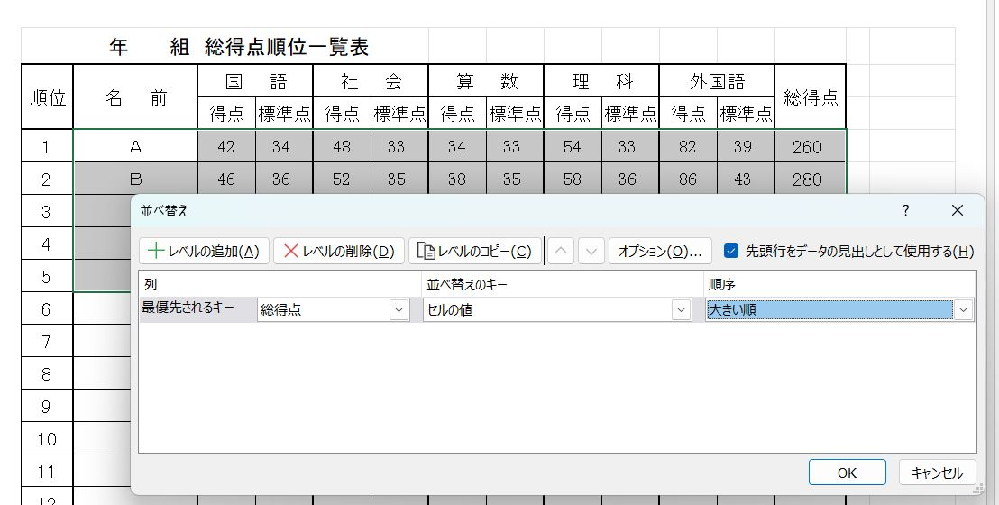 年　　組　総得点順位一覧表
順位 名　前 国　語 社　会 算　数 理　科 外国語 総得点
得点 標準点 得点 標準点 得点 標準点 得点 標準点 得点 標準点
1 A 42 34 48 33 34 33 54 33 82 39 260
2 B 46 36 52 35 38 35 58 36 86 43 280
3
4
5
6
7
8
9
10
11
12
並べ替え ?
レベルの追加(A) レベルの削除(D) レベルのコピー(C) オプション(O)... 先頭行をデータの見出しとして使用する(H)
列 並べ替えのキー 順序
最優先されるキー 総得点 セルの値 大きい順
OK キャンセル